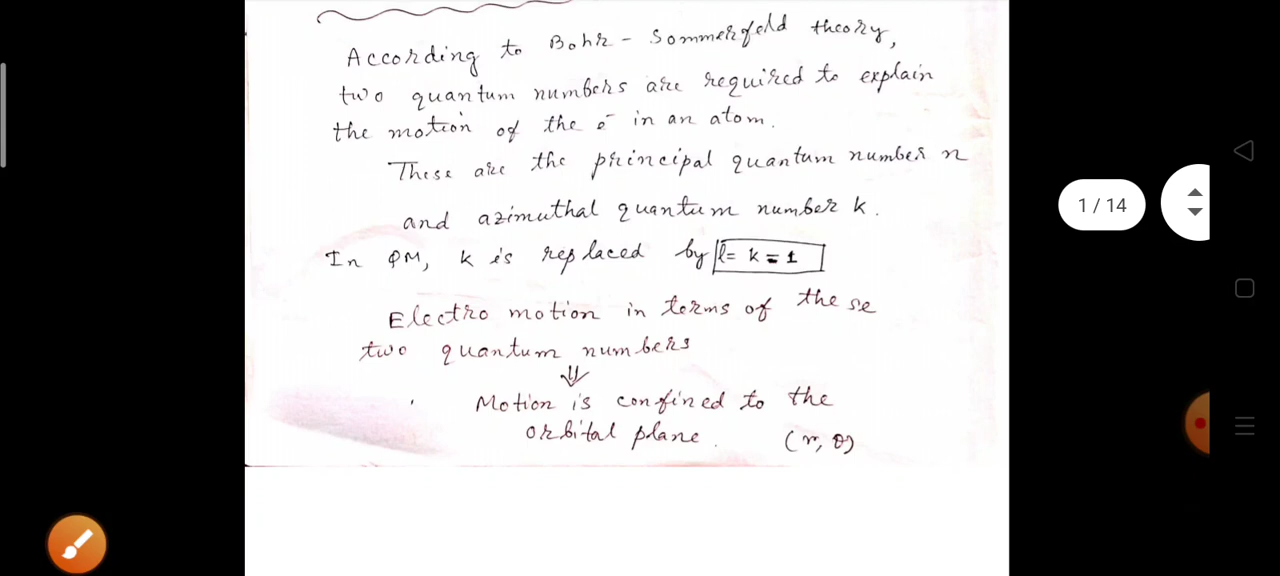 According to Bohr - Sommerfeld theory,
two quantum numbers are required to explain
the motion of the e⁻ in an atom.
These are the principal quantum number n
and azimuthal quantum number k.
In QM, k is replaced by l = k - 1
Electro motion in terms of these
two quantum numbers
⇓
Motion is confined to the
orbital plane. (r, θ)
1 / 14